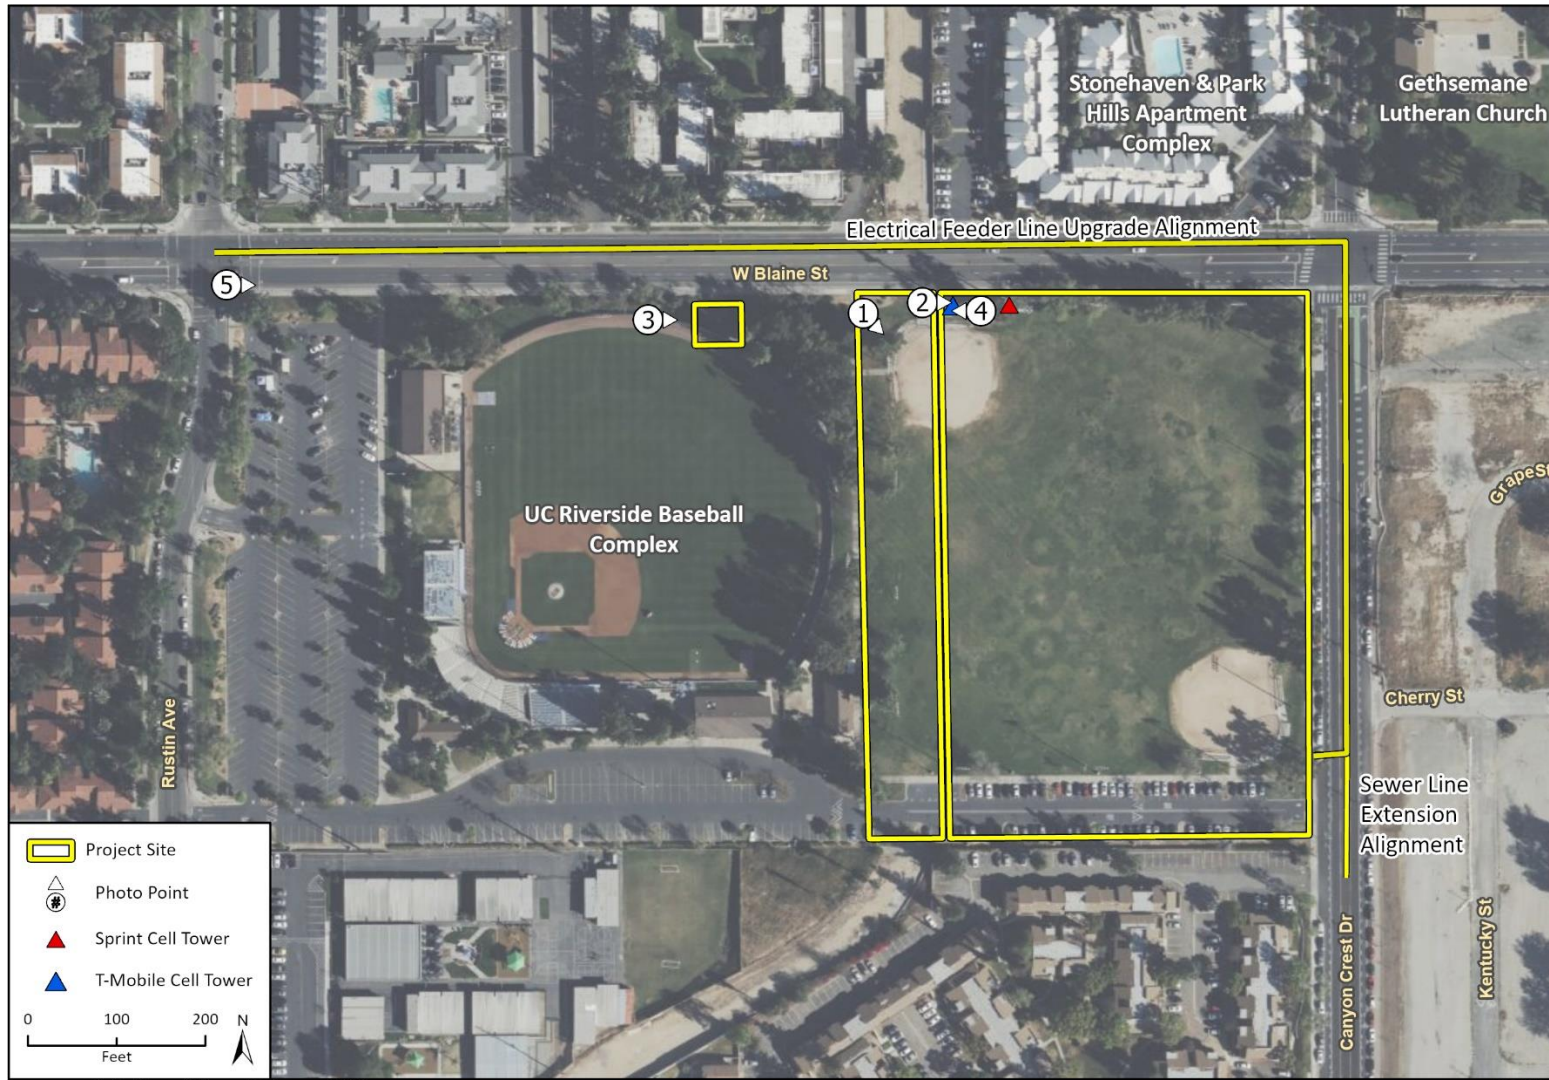 Stonehaven & Park
Hills Apartment
Complex
Gethsemane
Lutheran Church
Electrical Feeder Line Upgrade Alignment
W Blaine St
5
3
1
2
4
GrapeSt
UC Riverside Baseball
Complex
Cherry St
Rustin Ave
Sewer Line
Extension
Alignment
Canyon Crest Dr
Kentucky St
Project Site
#
Photo Point
Sprint Cell Tower
T-Mobile Cell Tower
0 100 200 N
Feet